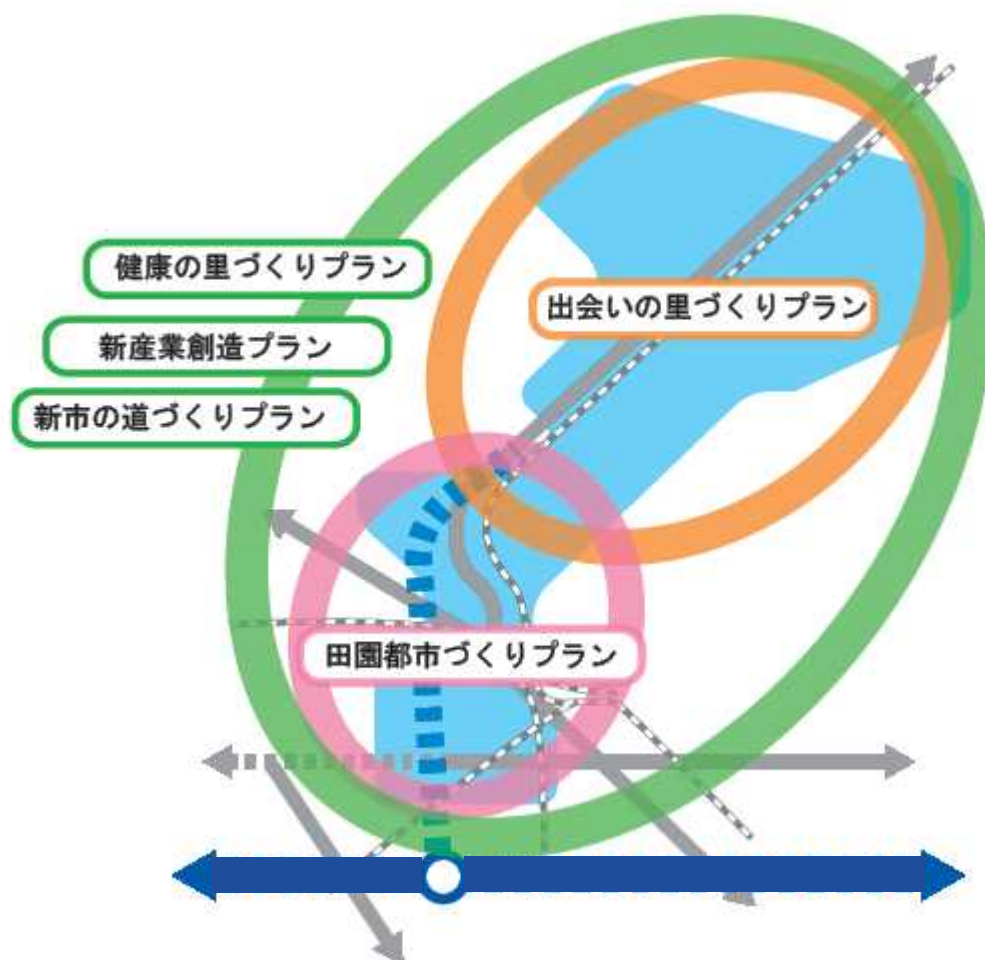 健康の里づくりプラン
出会いの里づくりプラン
新産業創造プラン
新市の道づくりプラン
田園都市づくりプラン